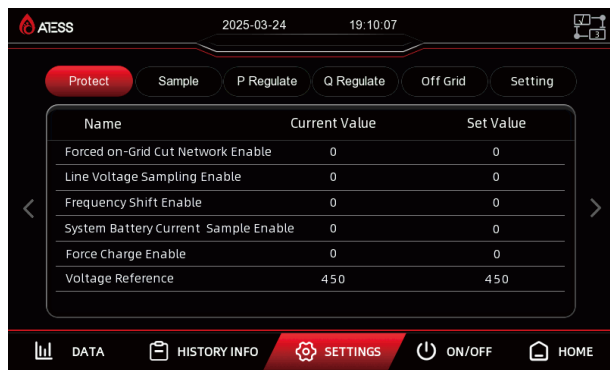 ATESS 2025-03-24 19:10:07 3
Protect Sample P Regulate Q Regulate Off Grid Setting
Name Current Value Set Value
Forced on-Grid Cut Network Enable 0 0
Line Voltage Sampling Enable 0 0
Frequency Shift Enable 0 0
System Battery Current Sample Enable 0 0
Force Charge Enable 0 0
Voltage Reference 450 450
DATA HISTORY INFO SETTINGS ON/OFF HOME